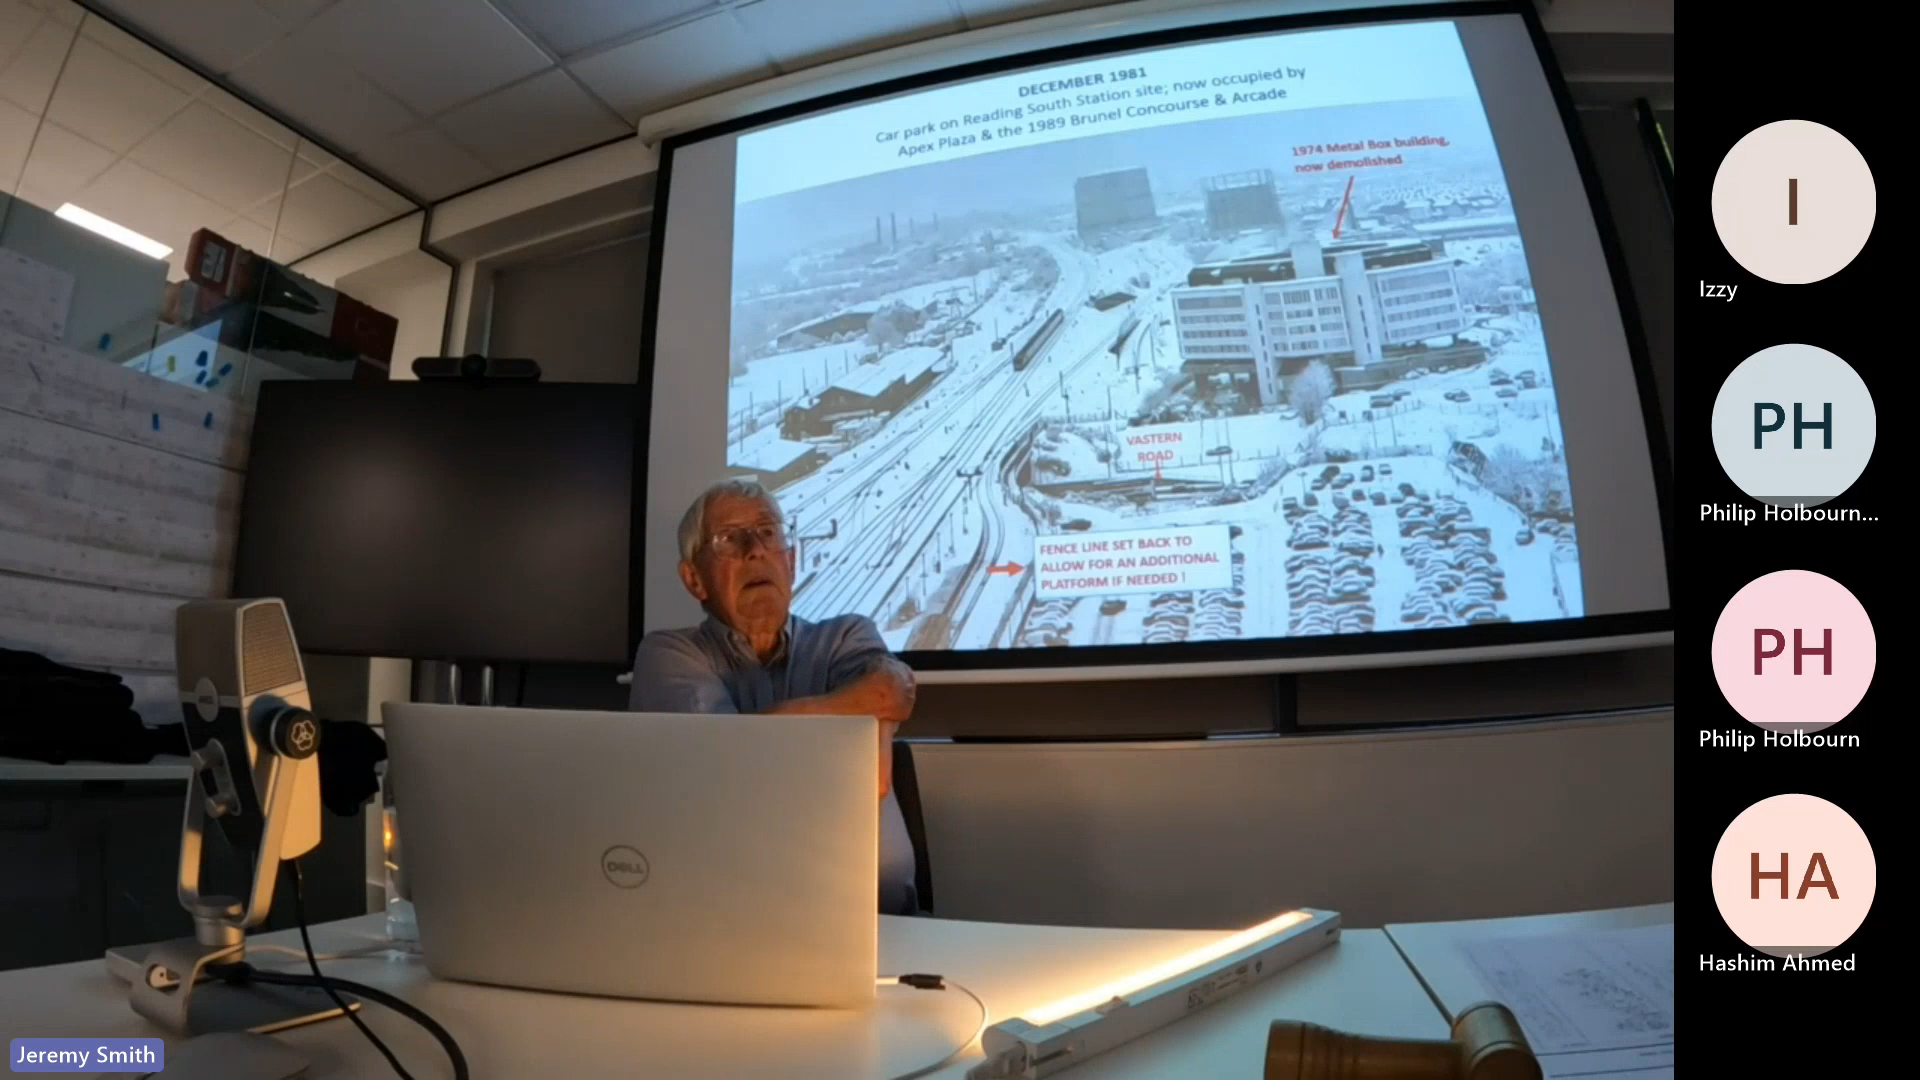 DECEMBER 1981
Car park on Reading South Station site; now occupied by
Apex Plaza & the 1989 Brunel Concourse & Arcade
1974 Metal Box building,
now demolished
VASTERN
ROAD
FENCE LINE SET BACK TO
ALLOW FOR AN ADDITIONAL
PLATFORM IF NEEDED !
DELL
Jeremy Smith
I
Izzy
PH
Philip Holbourn...
PH
Philip Holbourn
HA
Hashim Ahmed